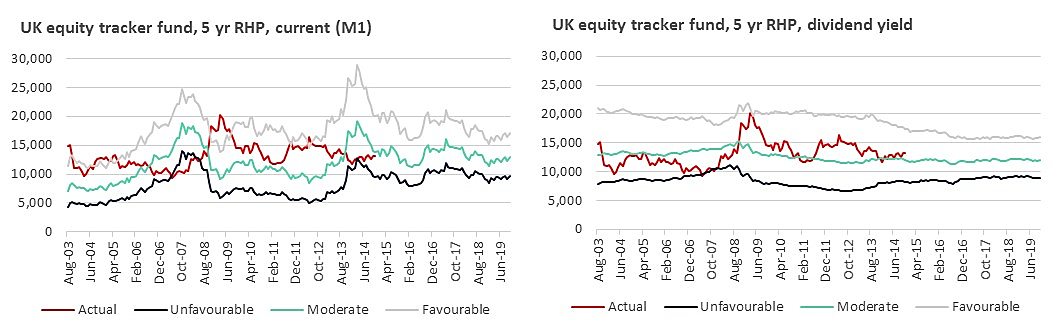 UK equity tracker fund, 5 yr RHP, current (M1)
30,000
25,000
20,000
15,000
10,000
5,000
0
Aug-03
Jun-04
Apr-05
Feb-06
Dec-06
Oct-07
Aug-08
Jun-09
Apr-10
Feb-11
Dec-11
Oct-12
Aug-13
Jun-14
Apr-15
Feb-16
Dec-16
Oct-17
Aug-18
Jun-19
Actual Unfavourable Moderate Favourable
UK equity tracker fund, 5 yr RHP, dividend yield
30,000
25,000
20,000
15,000
10,000
5,000
0
Aug-03
Jun-04
Apr-05
Feb-06
Dec-06
Oct-07
Aug-08
Jun-09
Apr-10
Feb-11
Dec-11
Oct-12
Aug-13
Jun-14
Apr-15
Feb-16
Dec-16
Oct-17
Aug-18
Jun-19
Actual Unfavourable Moderate Favourable